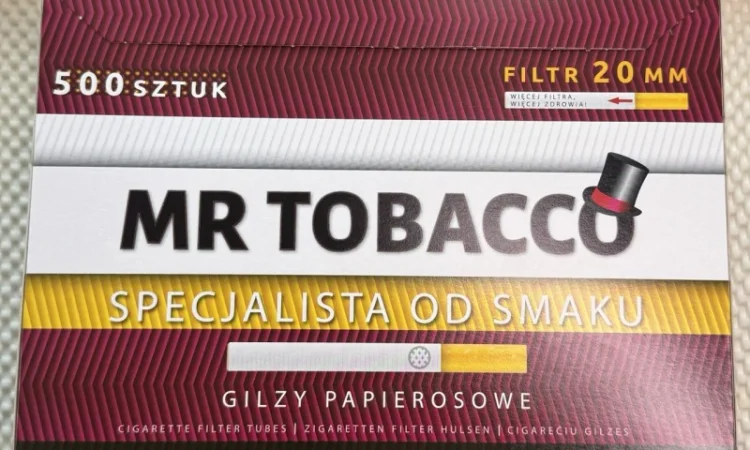 500 SZTUK
FILTR 20 MM
WIĘCEJ FILTRA,
WIĘCEJ ZDROWIA!
MR TOBACCO
SPECJALISTA OD SMAKU
GILZY PAPIEROSOWE
CIGARETTE FILTER TUBES | ZIGARETTEN FILTER HULSEN | CIGAREČIU GILZES